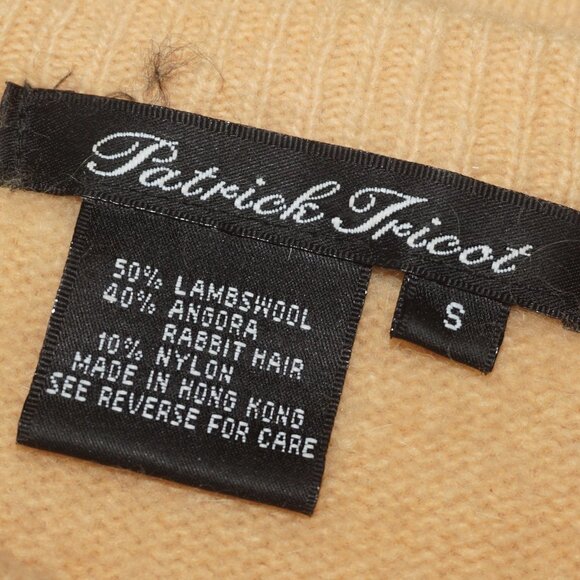 Patrick Tricot
S
50% LAMBSWOOL
40% ANGORA
RABBIT HAIR
10% NYLON
MADE IN HONG KONG
SEE REVERSE FOR CARE